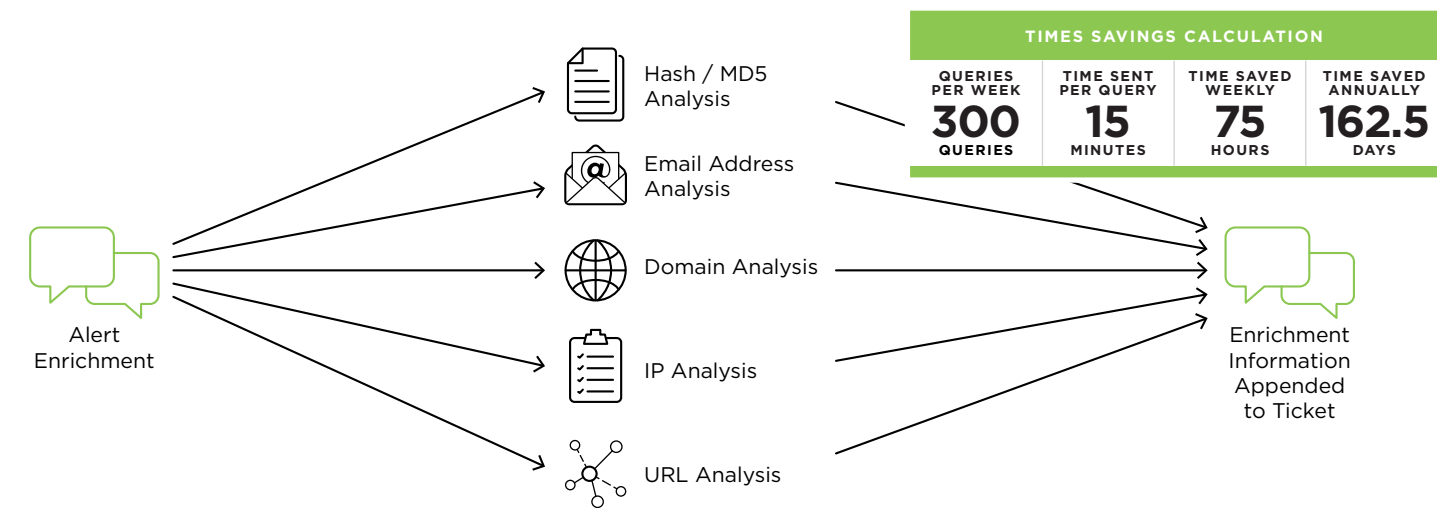 TIMES SAVINGS CALCULATION
QUERIES
PER WEEK
300
QUERIES
TIME SENT
PER QUERY
15
MINUTES
TIME SAVED
WEEKLY
75
HOURS
TIME SAVED
ANNUALLY
162.5
DAYS
Alert
Enrichment
Hash / MD5
Analysis
Email Address
Analysis
Domain Analysis
IP Analysis
URL Analysis
Enrichment
Information
Appended
to Ticket